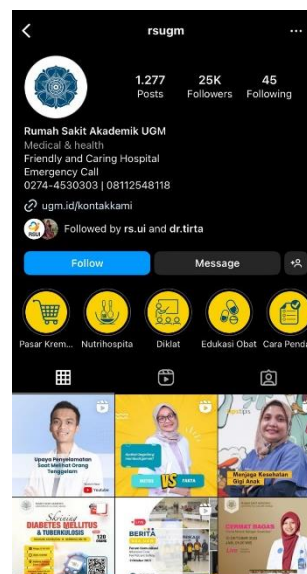 rsugm
1.277 25K 45
Posts Followers Following
Rumah Sakit Akademik UGM
Medical & health
Friendly and Caring Hospital
Emergency Call
0274-4530303 | 08112548118
ugm.id/kontakkami
RSUI
Followed by rs.ui and dr.tirta
Follow Message
Pasar Krem... Nutrihospita Diklat Edukasi Obat Cara Penda
Upaya Penyelamatan
Saat Melihat Orang
Tenggelam
Youtube
MITOS VS FAKTA
Menjaga Kesehatan
Gigi Anak
Skrining
DIABETES MELLITUS
& TUBERKULOSIS
120
BERITA
CERMAT BAGAS